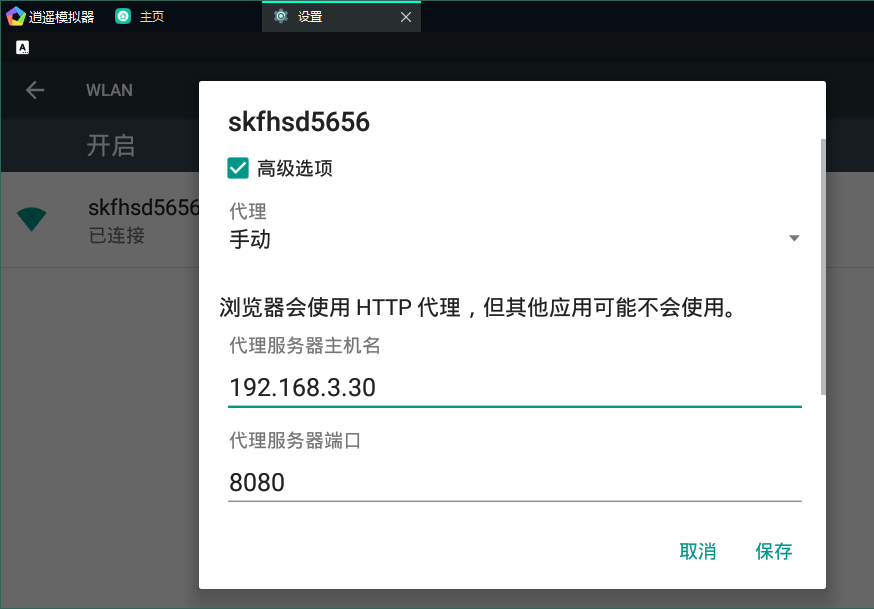 逍遥模拟器
主页
设置
A
WLAN
开启
skfhsd5656
已连接
skfhsd5656
高级选项
代理
手动
浏览器会使用 HTTP 代理，但其他应用可能不会使用。
代理服务器主机名
192.168.3.30
代理服务器端口
8080
取消
保存